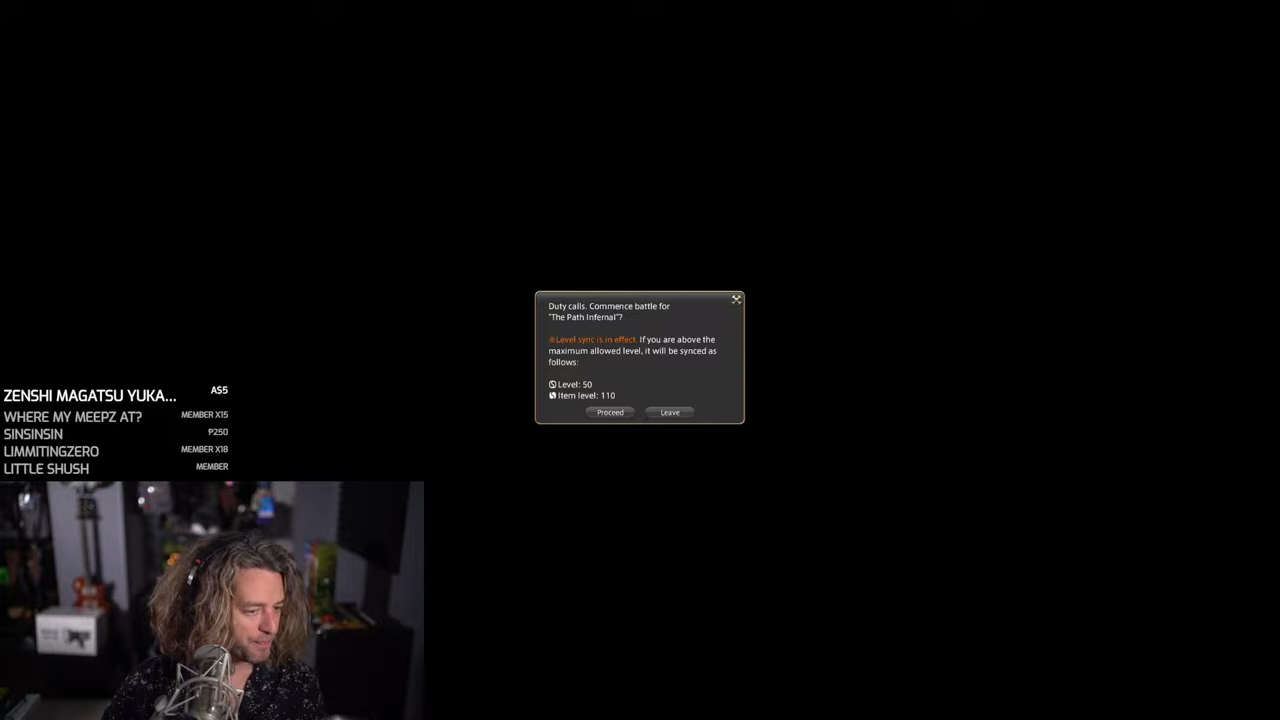 Duty calls. Commence battle for
"The Path Infernal"?
※Level sync is in effect. If you are above the
maximum allowed level, it will be synced as
follows:
Level: 50
Item level: 110
Proceed Leave
ZENSHI MAGATSU YUKA... A$5
WHERE MY MEEPZ AT? MEMBER X15
SINSINSIN ₱250
LIMMITINGZERO MEMBER X18
LITTLE SHUSH MEMBER